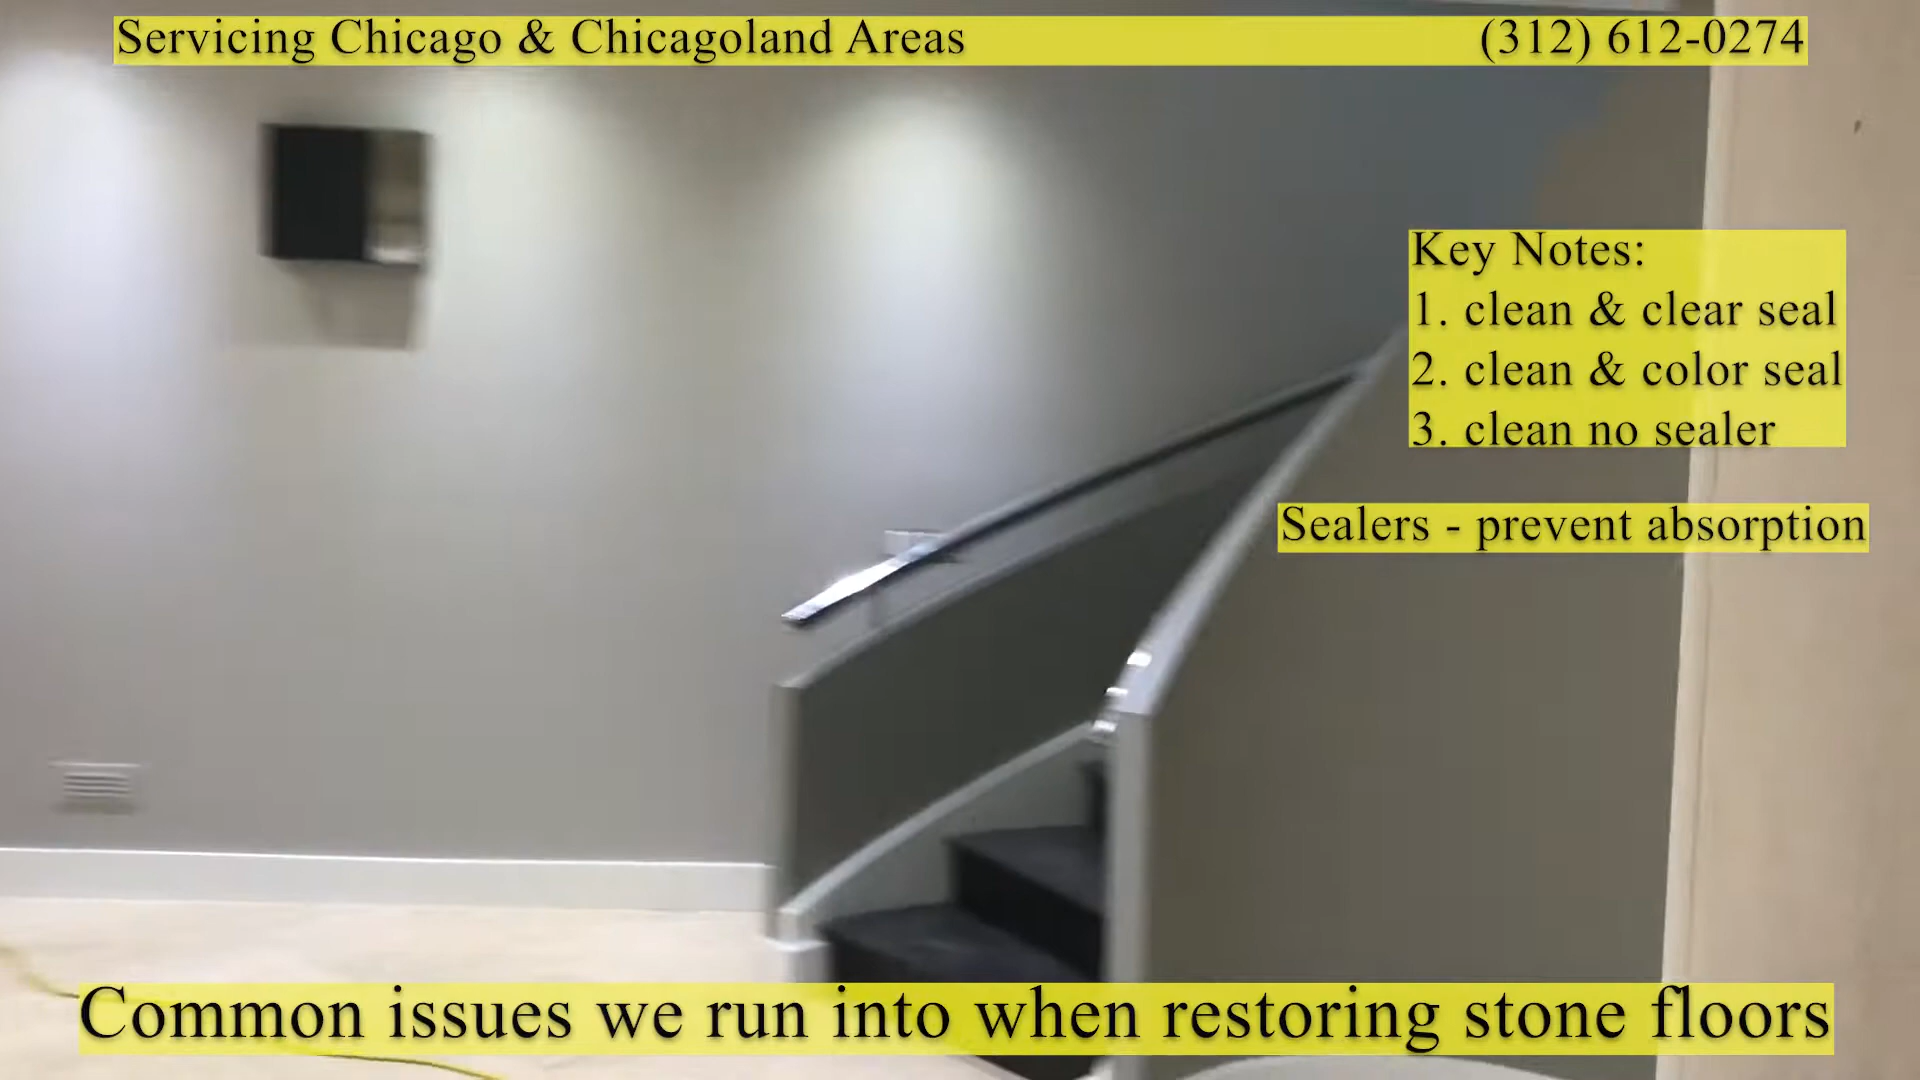 Servicing Chicago & Chicagoland Areas
(312) 612-0274
Key Notes:
1. clean & clear seal
2. clean & color seal
3. clean no sealer
Sealers - prevent absorption
Common issues we run into when restoring stone floors